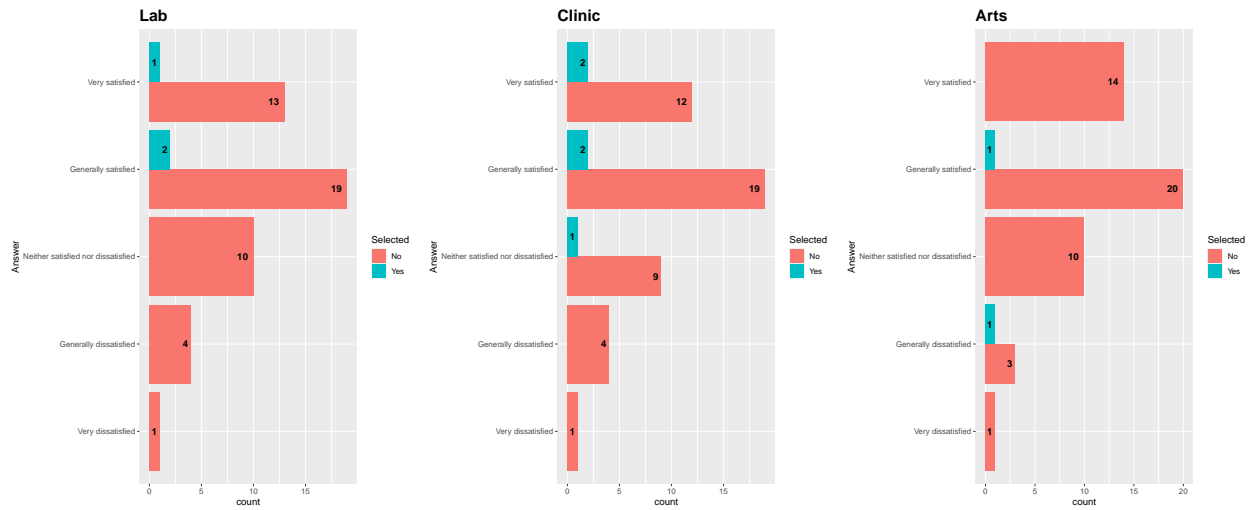 Lab
Answer
Very satisfied
1
13
Generally satisfied
2
19
Neither satisfied nor dissatisfied
10
Generally dissatisfied
4
Very dissatisfied
1
0 5 10 15
count
Selected
No
Yes
Clinic
Answer
Very satisfied
2
12
Generally satisfied
2
19
Neither satisfied nor dissatisfied
1
9
Generally dissatisfied
4
Very dissatisfied
1
0 5 10 15
count
Selected
No
Yes
Arts
Answer
Very satisfied
14
Generally satisfied
1
20
Neither satisfied nor dissatisfied
10
Generally dissatisfied
1
3
Very dissatisfied
1
0 5 10 15 20
count
Selected
No
Yes